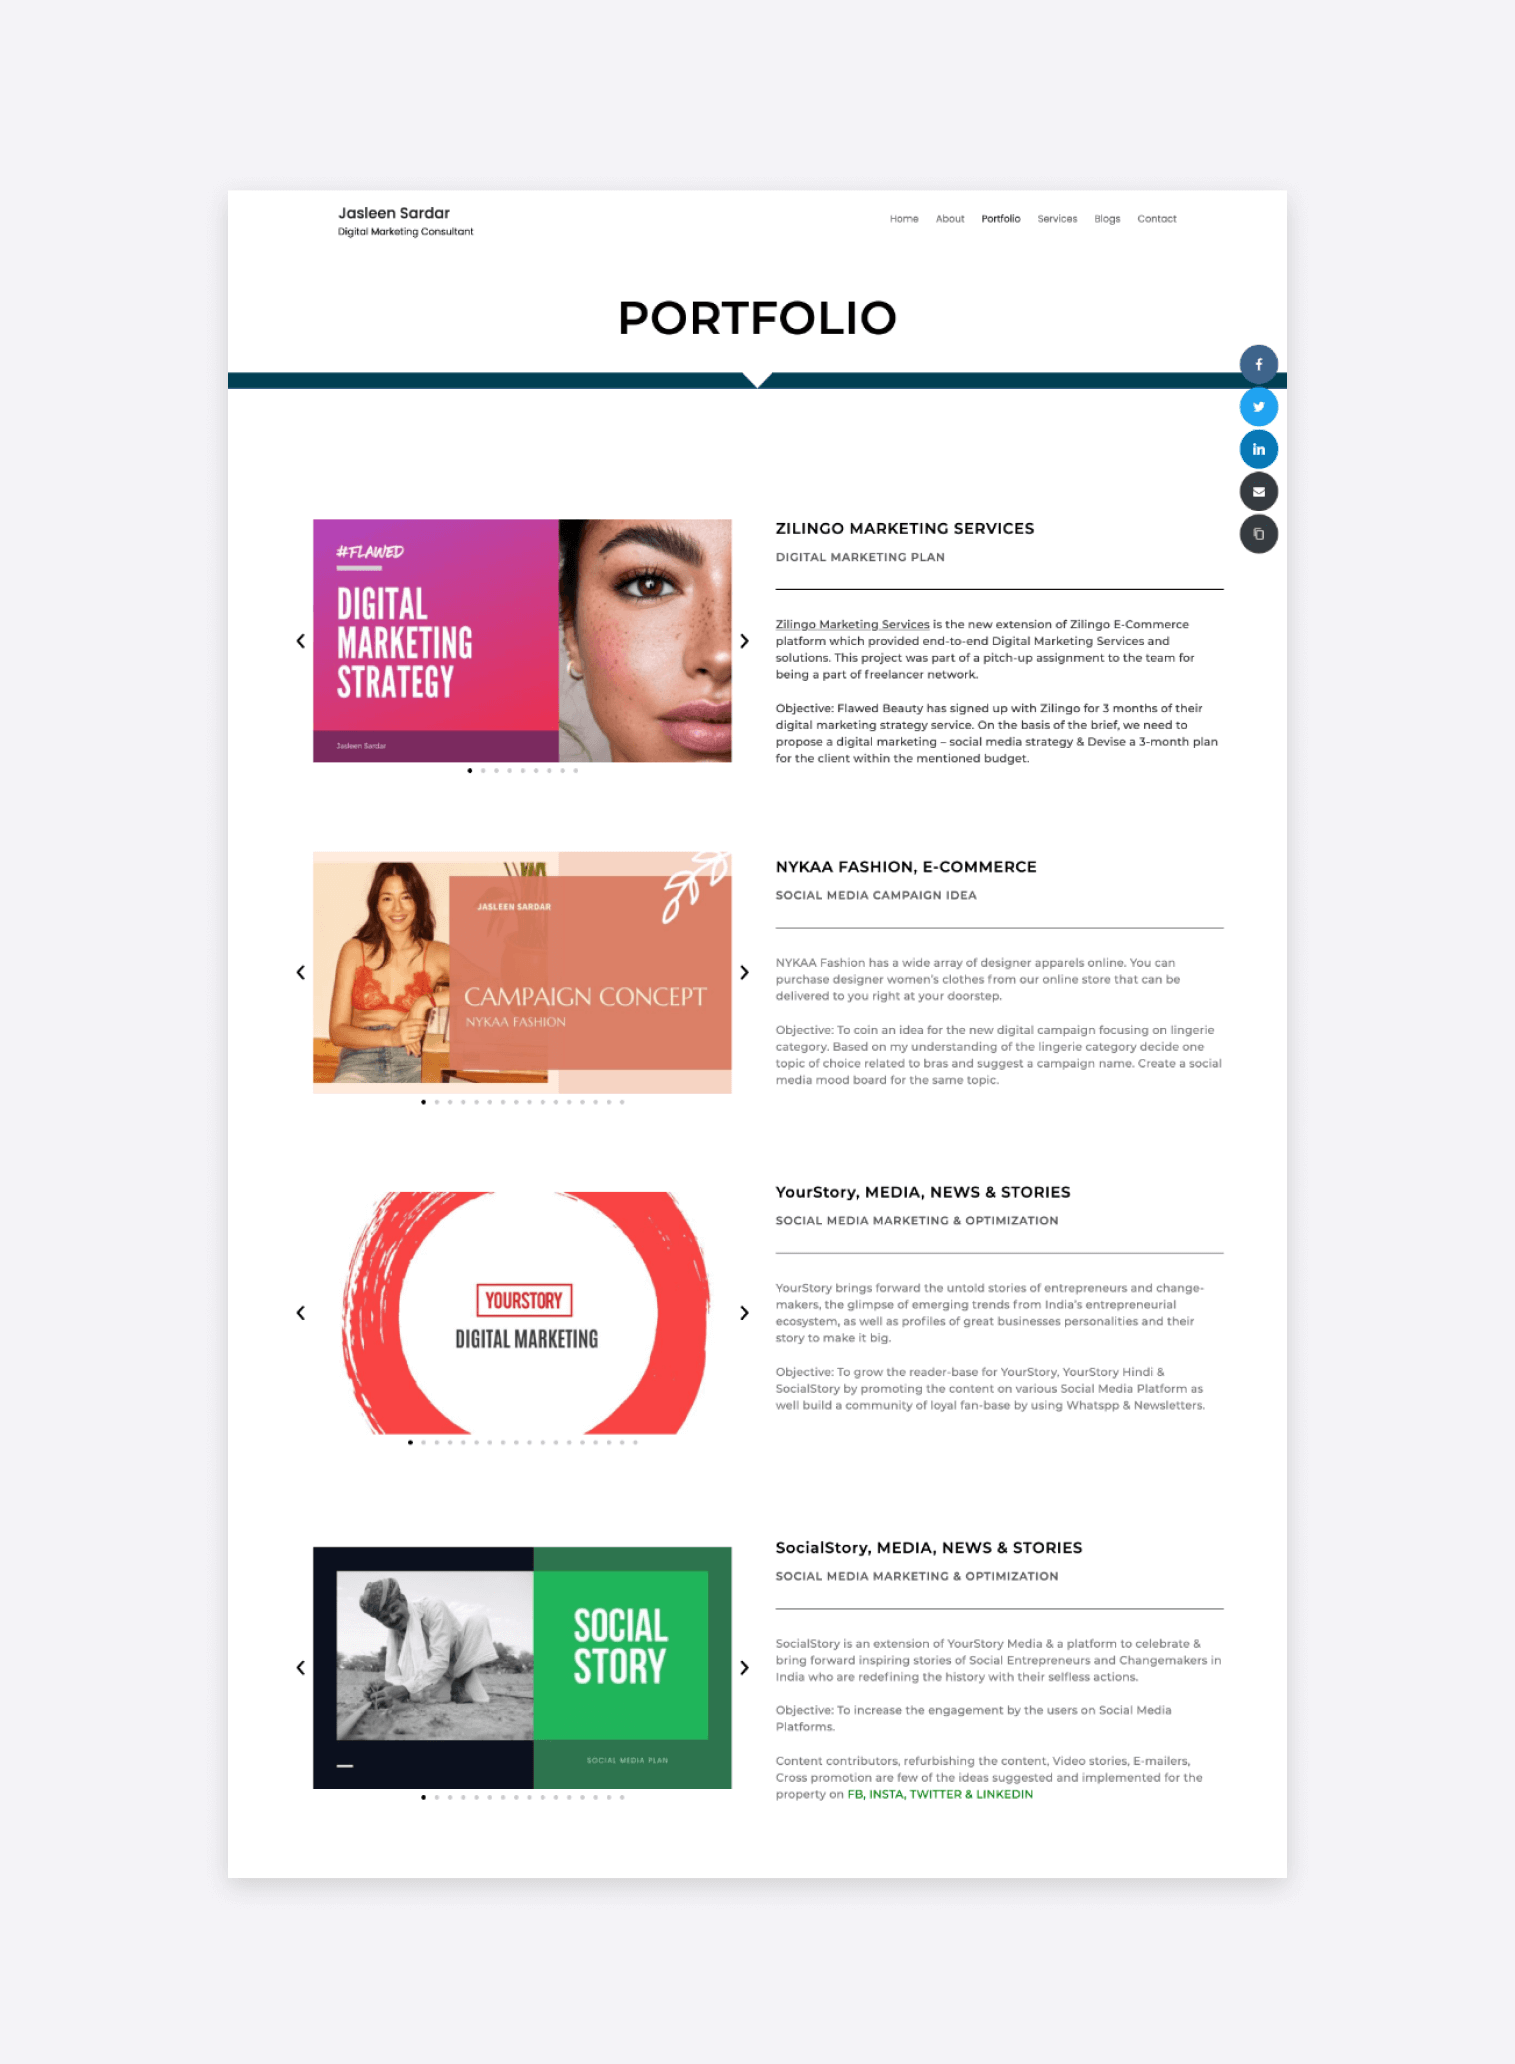 Jasleen Sardar
Digital Marketing Consultant
Home About Portfolio Services Blogs Contact
PORTFOLIO
#FLAWED
DIGITAL
MARKETING
STRATEGY
Jasleen Sardar
ZILINGO MARKETING SERVICES
DIGITAL MARKETING PLAN
Zilingo Marketing Services is the new extension of Zilingo E-Commerce
platform which provided end-to-end Digital Marketing Services and
solutions. This project was part of a pitch-up assignment to the team for
being a part of freelancer network.
Objective: Flawed Beauty has signed up with Zilingo for 3 months of their
digital marketing strategy service. On the basis of the brief, we need to
propose a digital marketing – social media strategy & Devise a 3-month plan
for the client within the mentioned budget.
JASLEEN SARDAR
CAMPAIGN CONCEPT
NYKAA FASHION
NYKAA FASHION, E-COMMERCE
SOCIAL MEDIA CAMPAIGN IDEA
NYKAA Fashion has a wide array of designer apparels online. You can
purchase designer women's clothes from our online store that can be
delivered to you right at your doorstep.
Objective: To coin an idea for the new digital campaign focusing on lingerie
category. Based on my understanding of the lingerie category decide one
topic of choice related to bras and suggest a campaign name. Create a social
media mood board for the same topic.
YOURSTORY
DIGITAL MARKETING
YourStory, MEDIA, NEWS & STORIES
SOCIAL MEDIA MARKETING & OPTIMIZATION
YourStory brings forward the untold stories of entrepreneurs and change-
makers, the glimpse of emerging trends from India's entrepreneurial
ecosystem, as well as profiles of great businesses personalities and their
story to make it big.
Objective: To grow the reader-base for YourStory, YourStory Hindi &
SocialStory by promoting the content on various Social Media Platform as
well build a community of loyal fan-base by using Whatspp & Newsletters.
SOCIAL
STORY
SOCIAL MEDIA PLAN
SocialStory, MEDIA, NEWS & STORIES
SOCIAL MEDIA MARKETING & OPTIMIZATION
SocialStory is an extension of YourStory Media & a platform to celebrate &
bring forward inspiring stories of Social Entrepreneurs and Changemakers in
India who are redefining the history with their selfless actions.
Objective: To increase the engagement by the users on Social Media
Platforms.
Content contributors, refurbishing the content, Video stories, E-mailers,
Cross promotion are few of the ideas suggested and implemented for the
property on FB, INSTA, TWITTER & LINKEDIN